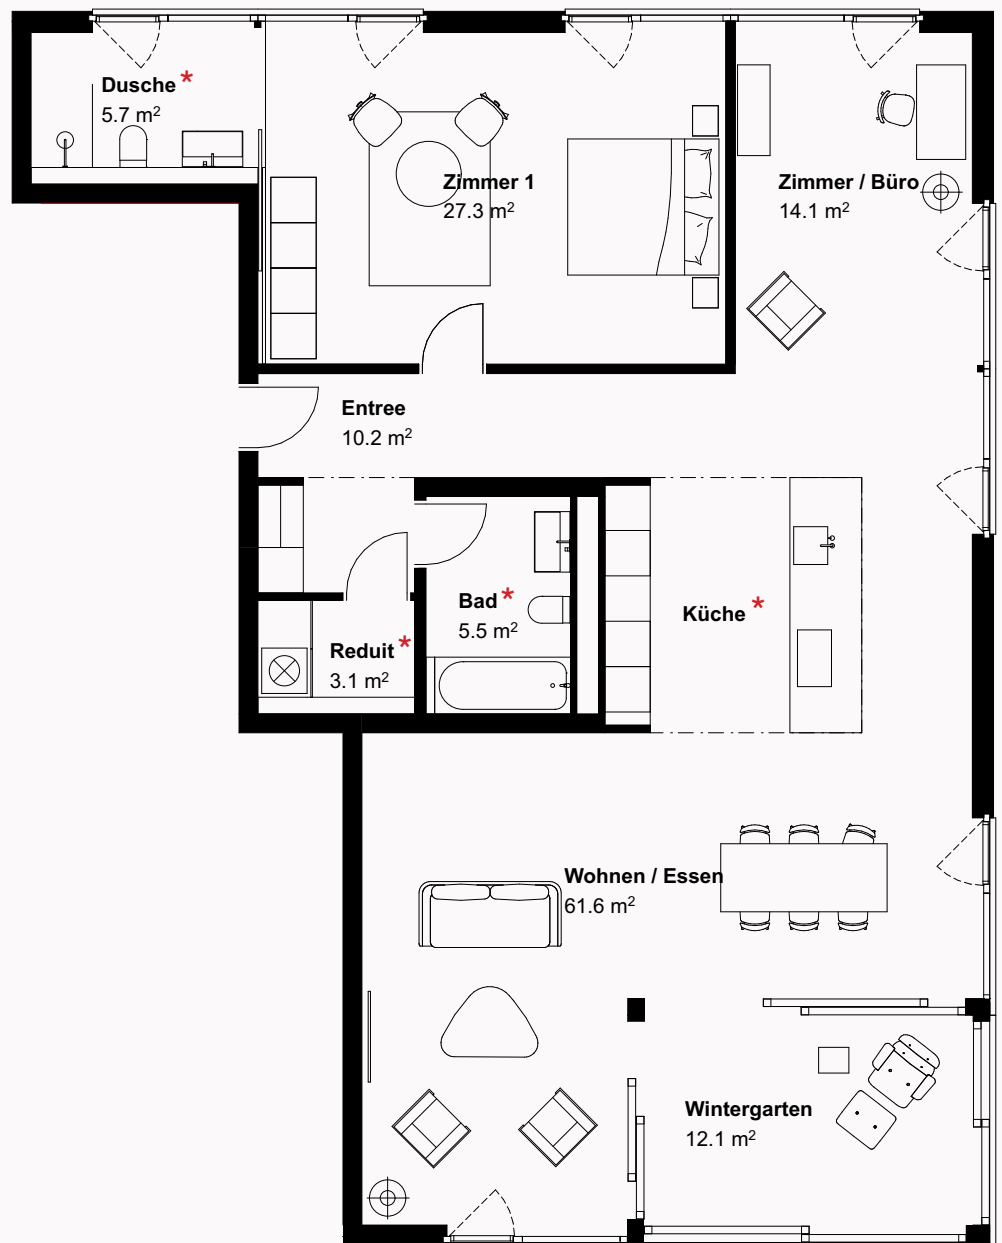 Dusche *
5.7 m²
Zimmer 1
27.3 m²
Zimmer / Büro
14.1 m²
Entree
10.2 m²
Bad *
5.5 m²
Küche *
Reduit *
3.1 m²
Wohnen / Essen
61.6 m²
Wintergarten
12.1 m²